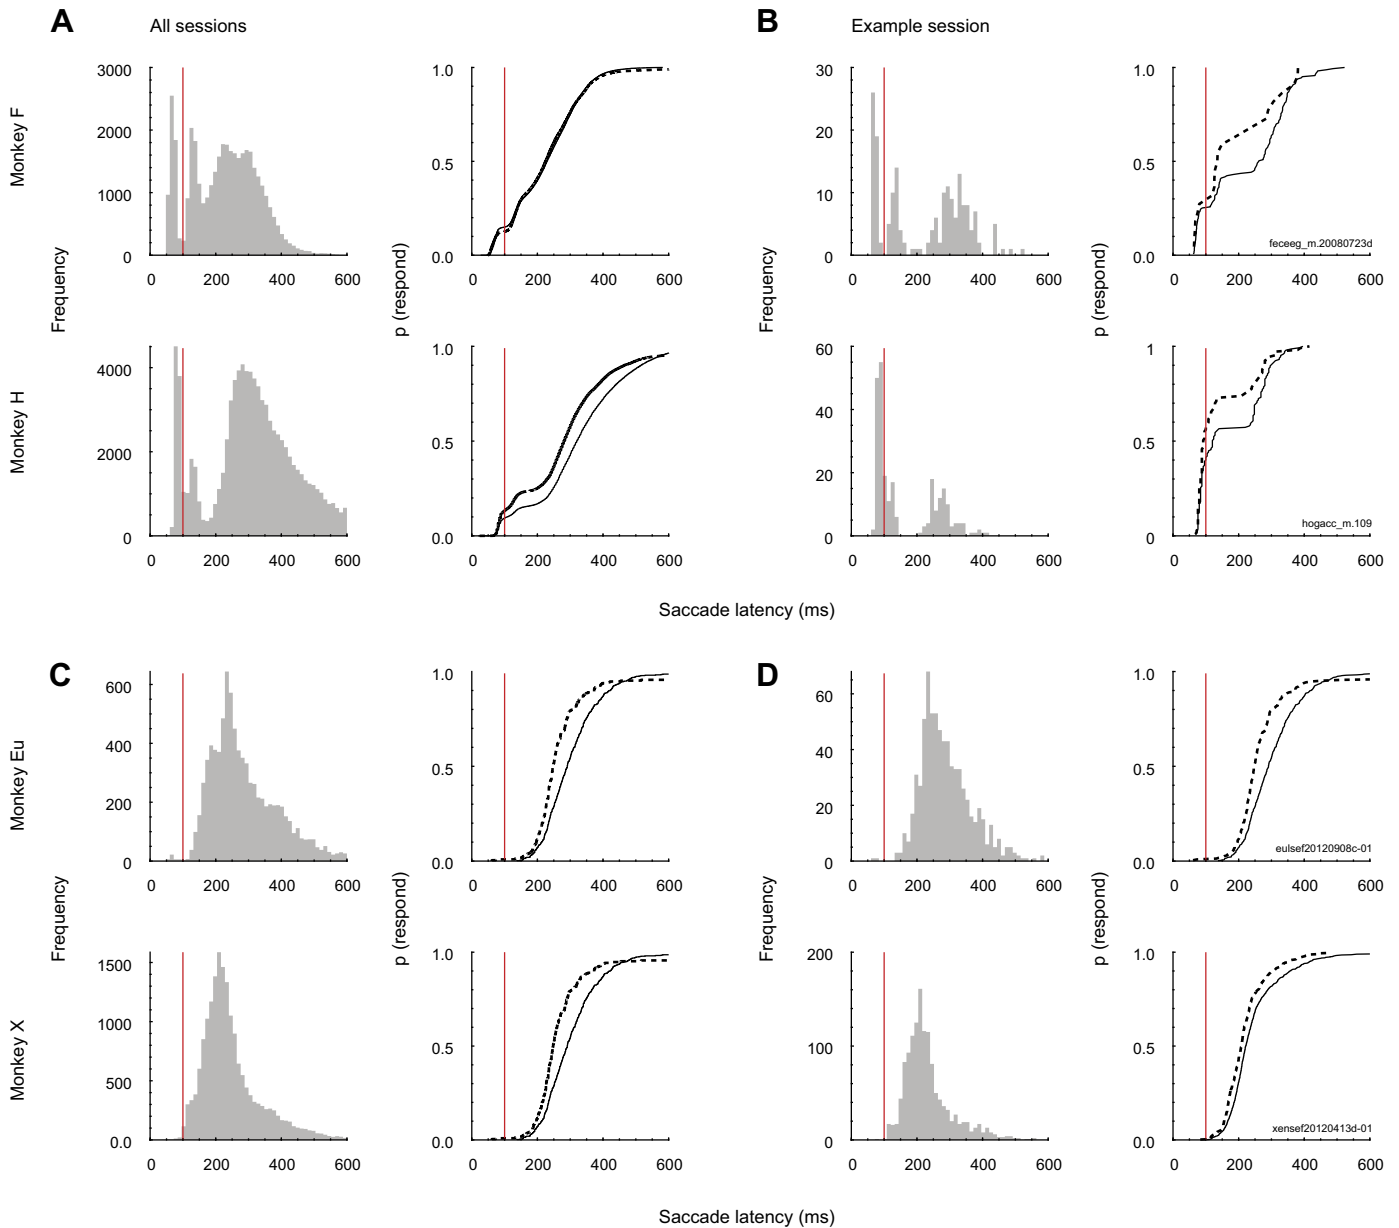 A All sessions B Example session
Monkey F
Frequency
3000
2000
1000
0
0 200 400 600
p (respond)
1.0
0.5
0.0
0 200 400 600
Frequency
30
20
10
0
0 200 400 600
p (respond)
1.0
0.5
0.0
feceeg_m.20080723d
0 200 400 600
Monkey H
4000
2000
0
0 200 400 600
1.0
0.5
0.0
0 200 400 600
60
40
20
0
0 200 400 600
1
0.5
0.0
hogacc_m.109
0 200 400 600
Saccade latency (ms)
C D
Monkey Eu
Frequency
600
400
200
0
0 200 400 600
p (respond)
1.0
0.5
0.0
0 200 400 600
Frequency
60
40
20
0
0 200 400 600
p (respond)
1.0
0.5
0.0
eulsef20120908c-01
0 200 400 600
Monkey X
1500
1000
500
0.0
0 200 400 600
1.0
0.5
0.0
0 200 400 600
200
100
0
0 200 400 600
1.0
0.5
0.0
xensef20120413d-01
0 200 400 600
Saccade latency (ms)